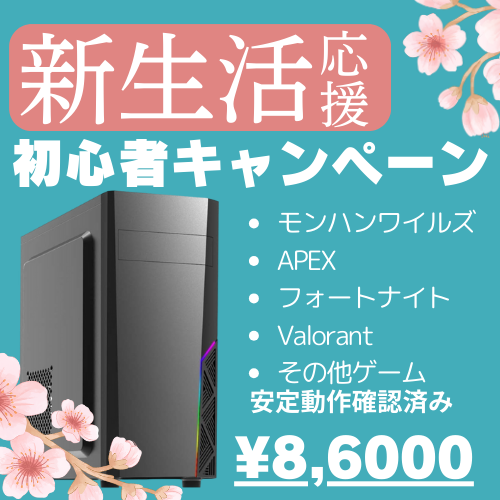 新生活応援
初心者キャンペーン
• モンハンワイルズ
• APEX
• フォートナイト
• Valorant
• その他ゲーム
安定動作確認済み
¥8,6000